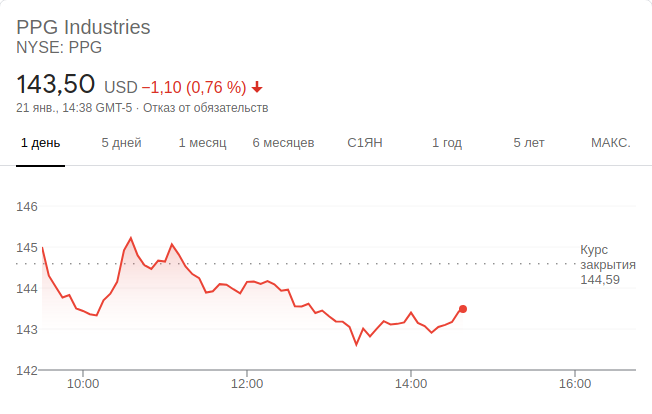 PPG Industries
NYSE: PPG
143,50 USD −1,10 (0,76 %)
21 янв., 14:38 GMT-5 · Отказ от обязательств
1 день 5 дней 1 месяц 6 месяцев С1ЯН 1 год 5 лет МАКС.
146
145
144
143
142
Курс
закрытия
144,59
10:00 12:00 14:00 16:00